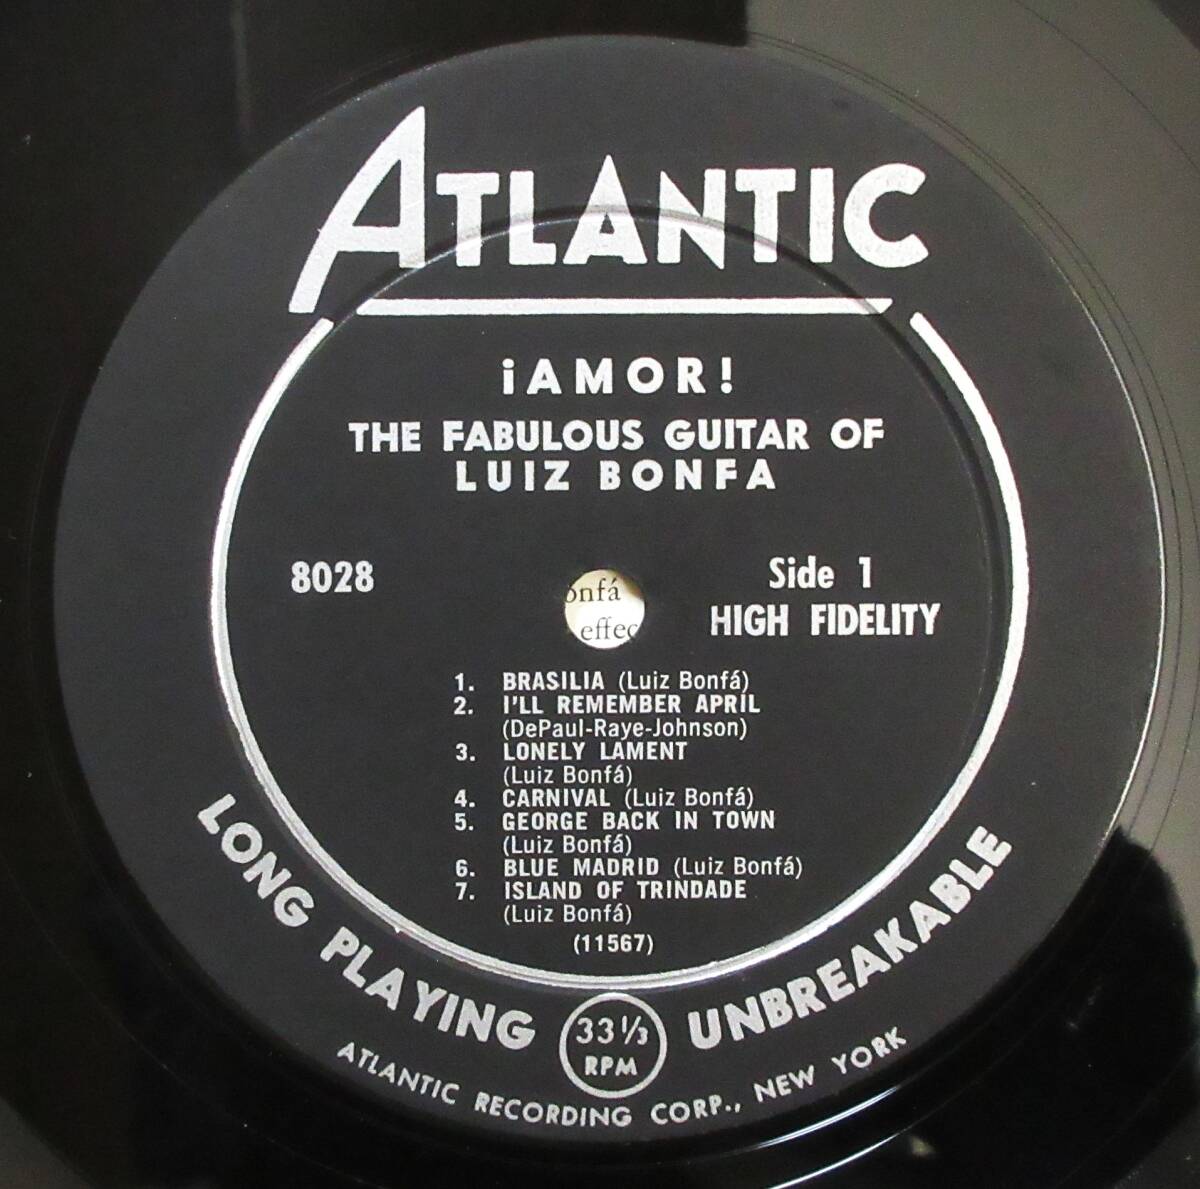 ATLANTIC
¡AMOR!
THE FABULOUS GUITAR OF
LUIZ BONFA
8028
Side 1
HIGH FIDELITY
onfá
effec
1. BRASILIA (Luiz Bonfá)
2. I'LL REMEMBER APRIL
(DePaul-Raye-Johnson)
3. LONELY LAMENT
(Luiz Bonfá)
4. CARNIVAL (Luiz Bonfá)
5. GEORGE BACK IN TOWN
(Luiz Bonfá)
6. BLUE MADRID (Luiz Bonfá)
7. ISLAND OF TRINDADE
(Luiz Bonfá)
(11567)
LONG PLAYING
33 1/3
RPM
UNBREAKABLE
ATLANTIC RECORDING CORP., NEW YORK